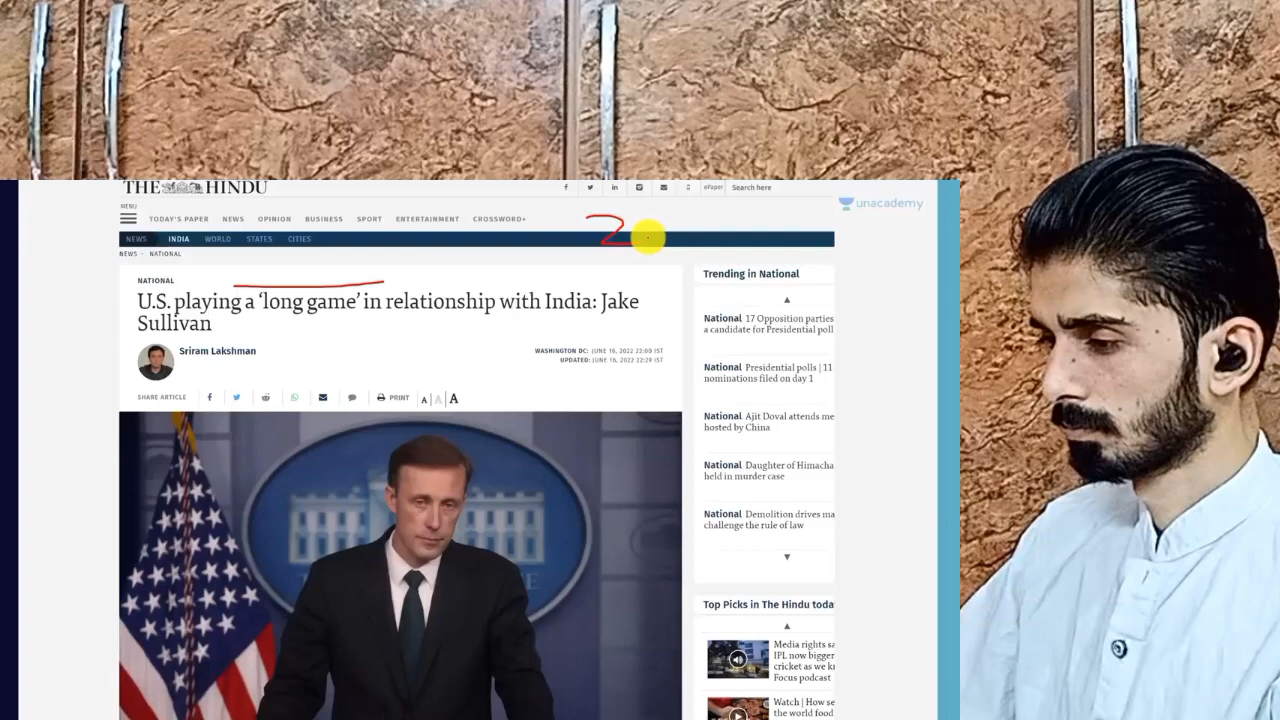 THE HINDU
f
in
ePaper
Search here
unacademy
MENU
TODAY'S PAPER NEWS OPINION BUSINESS SPORT ENTERTAINMENT CROSSWORD+
2
NEWS INDIA WORLD STATES CITIES
NEWS NATIONAL
NATIONAL
U.S. playing a ‘long game’ in relationship with India: Jake
Sullivan
Sriram Lakshman
WASHINGTON DC: JUNE 16, 2022 22:00 IST
UPDATED: JUNE 16, 2022 22:29 IST
SHARE ARTICLE
f
PRINT
A A A
Trending in National
National 17 Opposition parties
a candidate for Presidential poll
National Presidential polls | 11
nominations filed on day 1
National Ajit Doval attends me
hosted by China
National Daughter of Himacha
held in murder case
National Demolition drives ma
challenge the rule of law
Top Picks in The Hindu toda
Media rights sa
IPL now bigger
cricket as we k
Focus podcast
Watch | How se
the world food